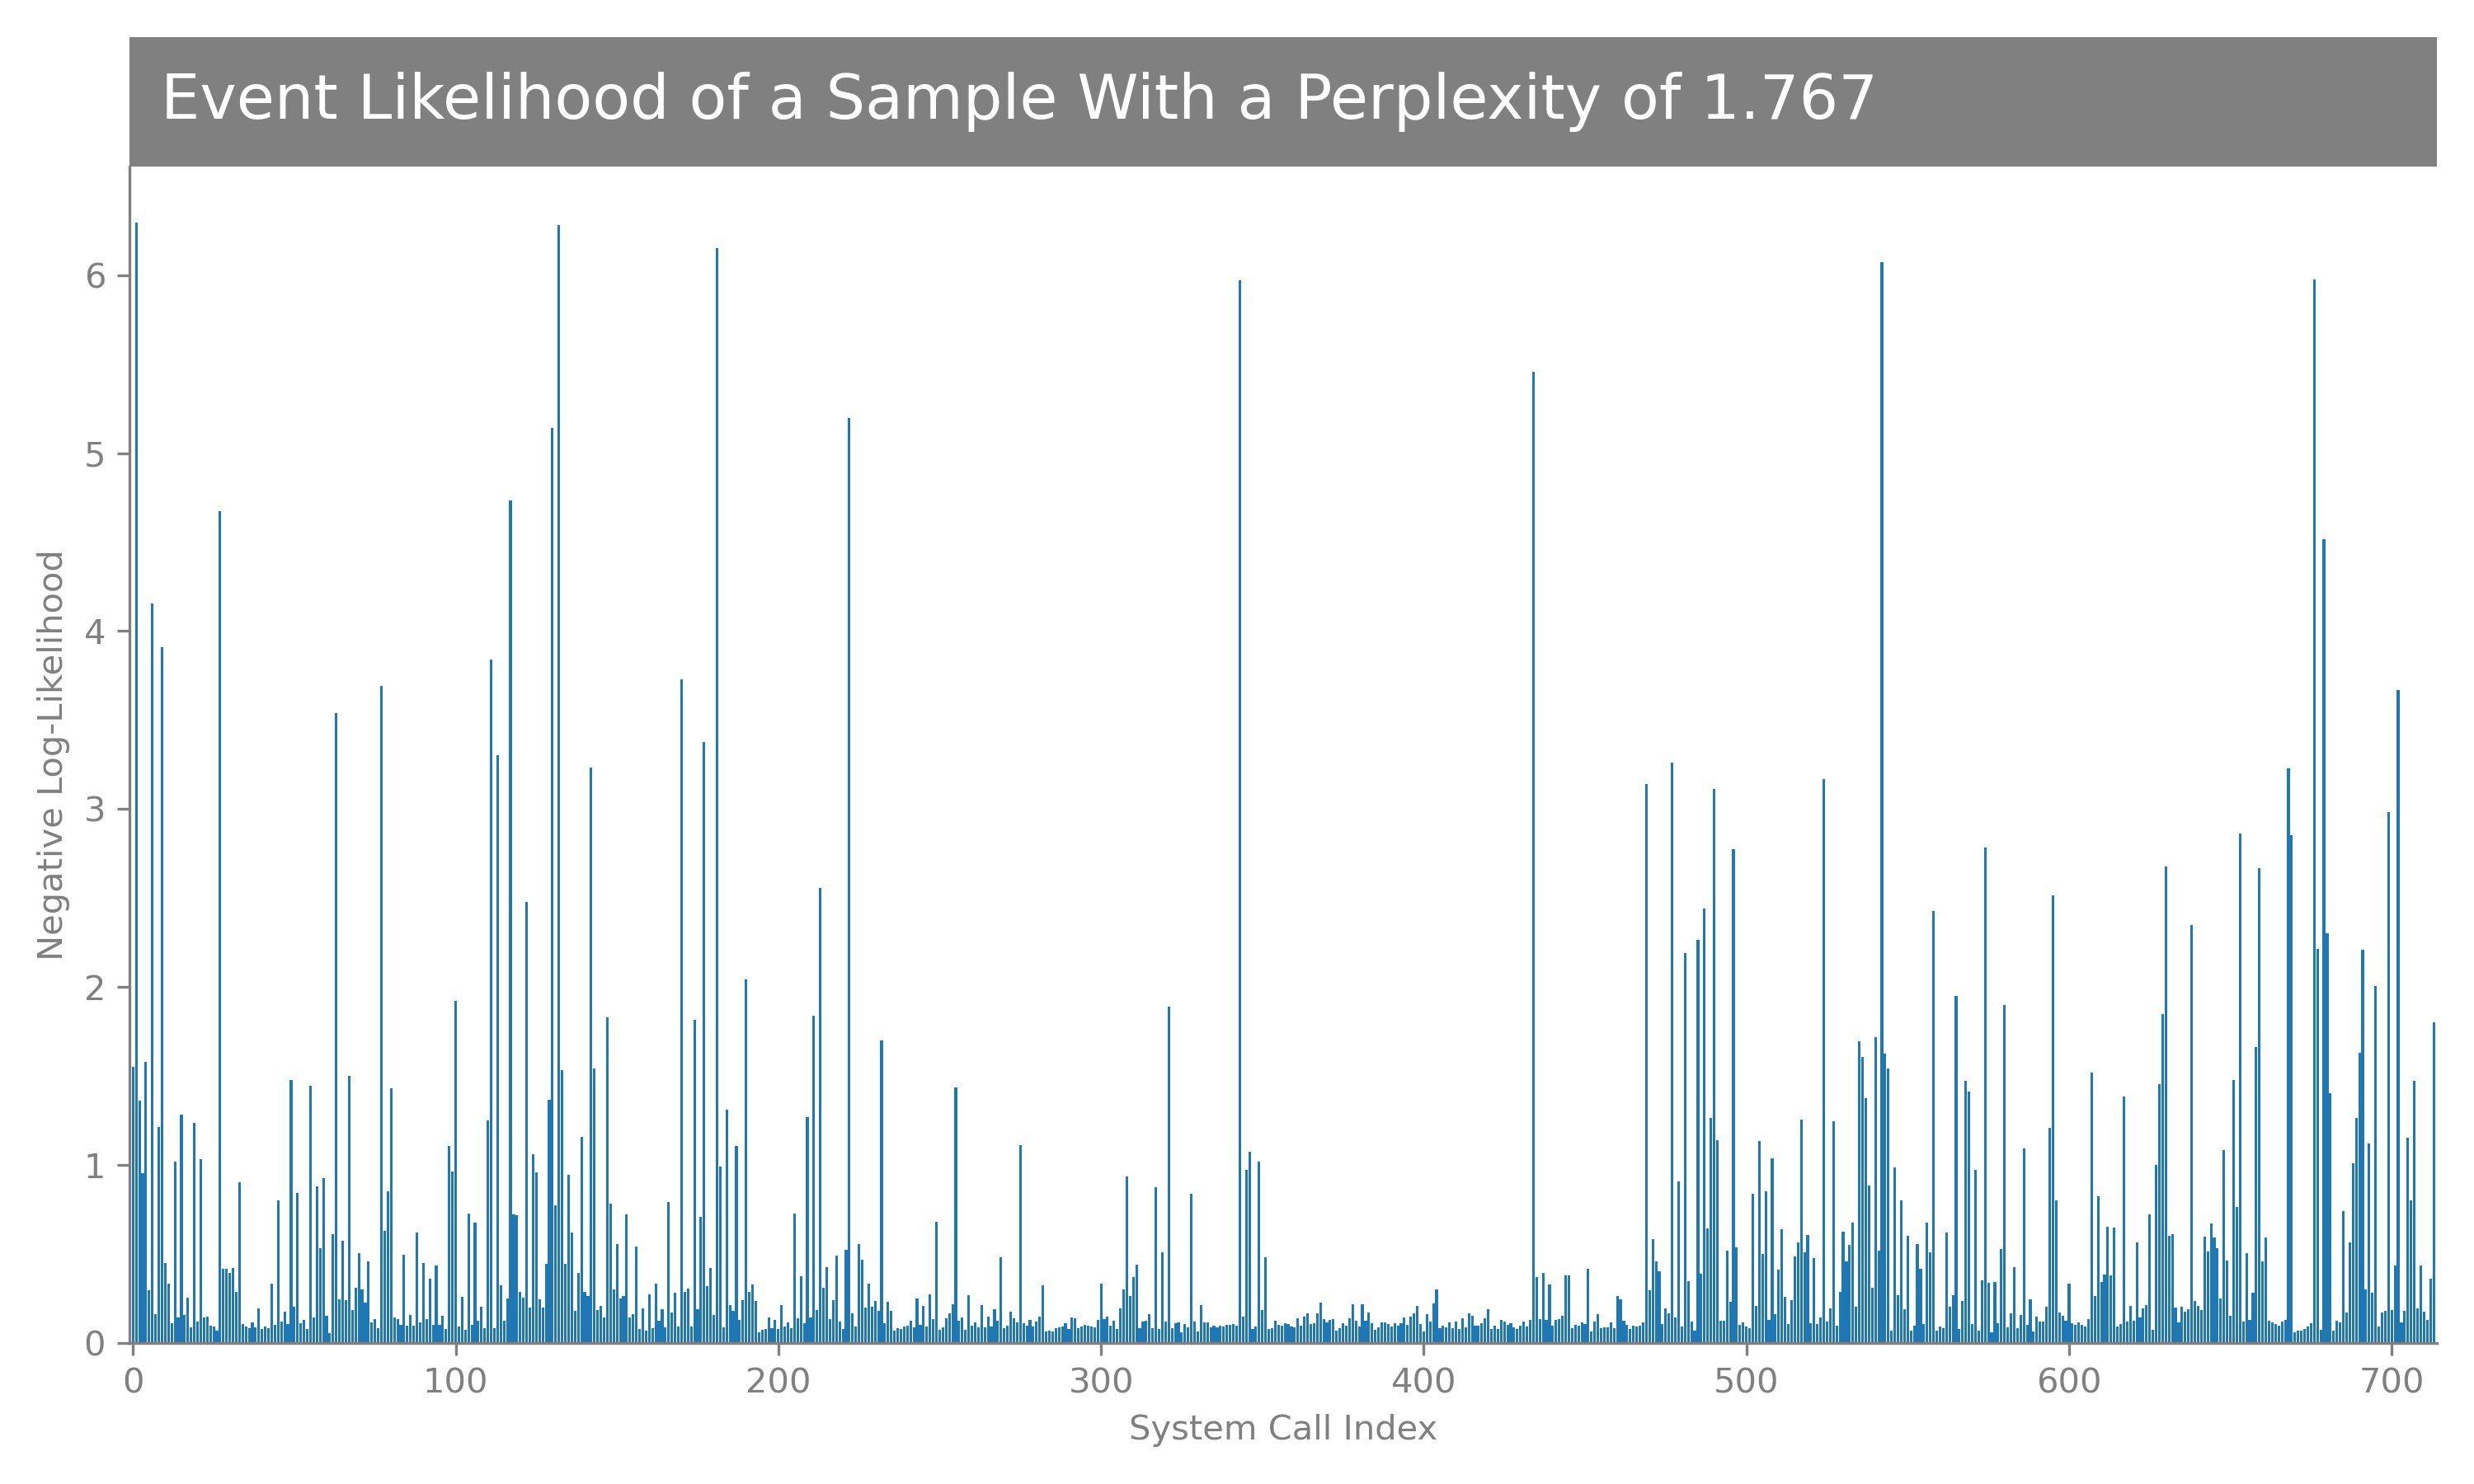 Event Likelihood of a Sample With a Perplexity of 1.767
Negative Log-Likelihood
6
5
4
3
2
1
0
0 100 200 300 400 500 600 700
System Call Index